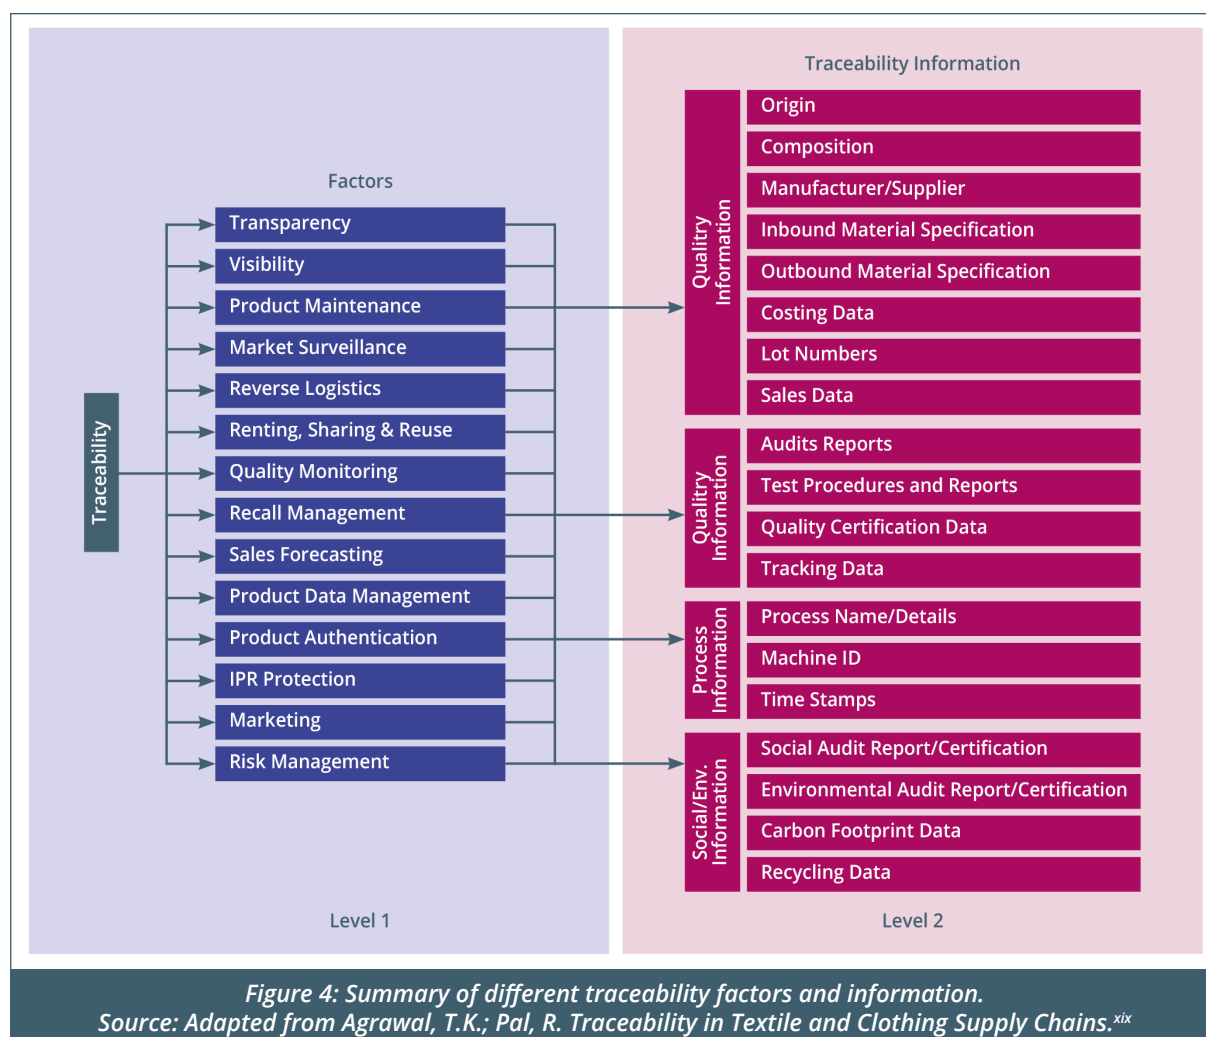 Traceability Information
Factors
Traceability
Transparency
Visibility
Product Maintenance
Market Surveillance
Reverse Logistics
Renting, Sharing & Reuse
Quality Monitoring
Recall Management
Sales Forecasting
Product Data Management
Product Authentication
IPR Protection
Marketing
Risk Management
Level 1
Qualitry
Information
Origin
Composition
Manufacturer/Supplier
Inbound Material Specification
Outbound Material Specification
Costing Data
Lot Numbers
Sales Data
Qualitry
Information
Audits Reports
Test Procedures and Reports
Quality Certification Data
Tracking Data
Process
Information
Process Name/Details
Machine ID
Time Stamps
Social/Env.
Information
Social Audit Report/Certification
Environmental Audit Report/Certification
Carbon Footprint Data
Recycling Data
Level 2
Figure 4: Summary of different traceability factors and information.
Source: Adapted from Agrawal, T.K.; Pal, R. Traceability in Textile and Clothing Supply Chains.xix